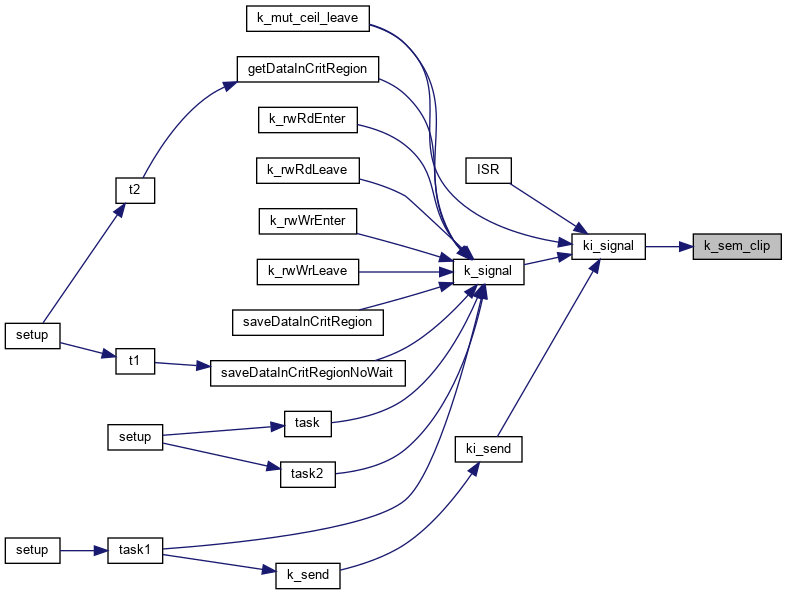 k_mut_ceil_leave
getDataInCritRegion
k_rwRdEnter
k_rwRdLeave
ISR
t2
k_rwWrEnter
ki_signal
k_sem_clip
k_rwWrLeave
k_signal
saveDataInCritRegion
setup
t1
saveDataInCritRegionNoWait
task
setup
ki_send
task2
setup
task1
k_send